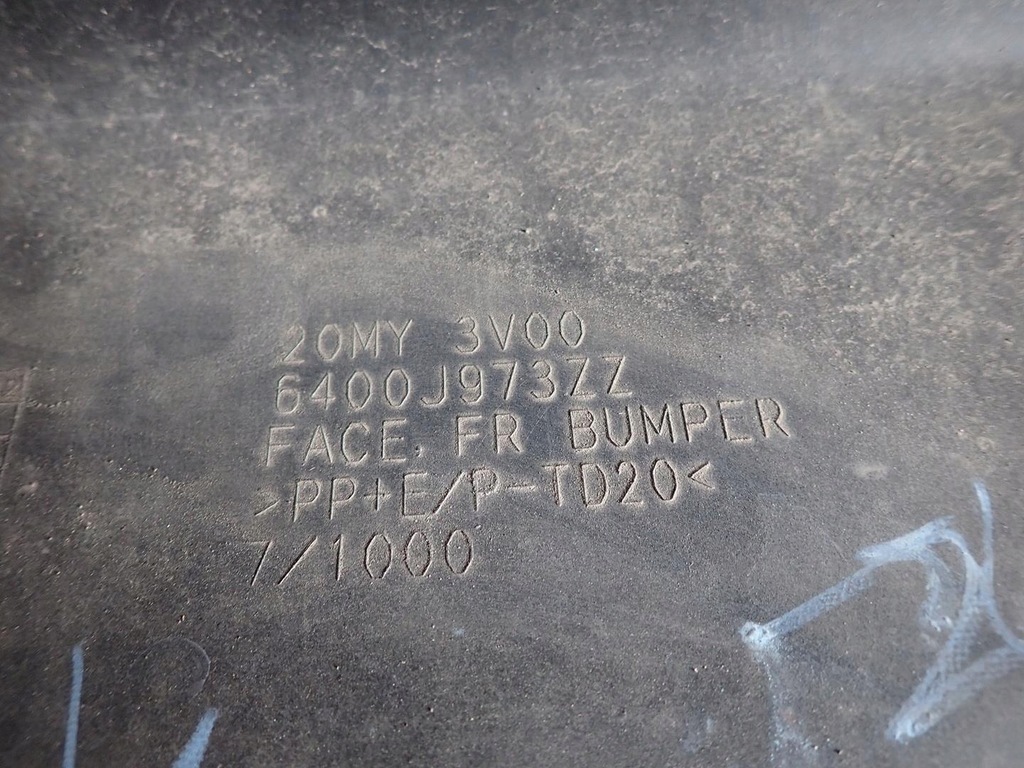 20MY 3V00
6400J973ZZ
FACE, FR BUMPER
>PP+E/P-TD20<
7/1000